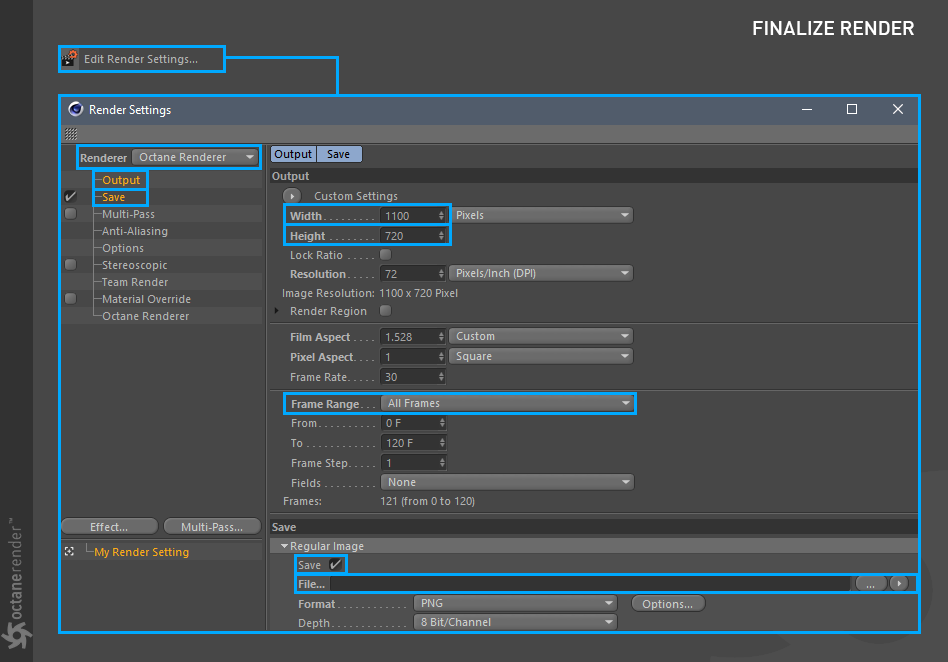 FINALIZE RENDER
Edit Render Settings...
Render Settings
Renderer Octane Renderer
Output
Save
Multi-Pass
Anti-Aliasing
Options
Stereoscopic
Team Render
Material Override
Octane Renderer
Effect...
Multi-Pass...
My Render Setting
Output Save
Output
Custom Settings
Width......... 1100 Pixels
Height........ 720
Lock Ratio.....
Resolution..... 72 Pixels/Inch (DPI)
Image Resolution: 1100 x 720 Pixel
Render Region
Film Aspect.... 1.528 Custom
Pixel Aspect.... 1 Square
Frame Rate..... 30
Frame Range... All Frames
From.......... 0 F
To............ 120 F
Frame Step..... 1
Fields......... None
Frames: 121 (from 0 to 120)
Save
Regular Image
Save
File... ...
Format............ PNG Options...
Depth............. 8 Bit/Channel
octanerender™